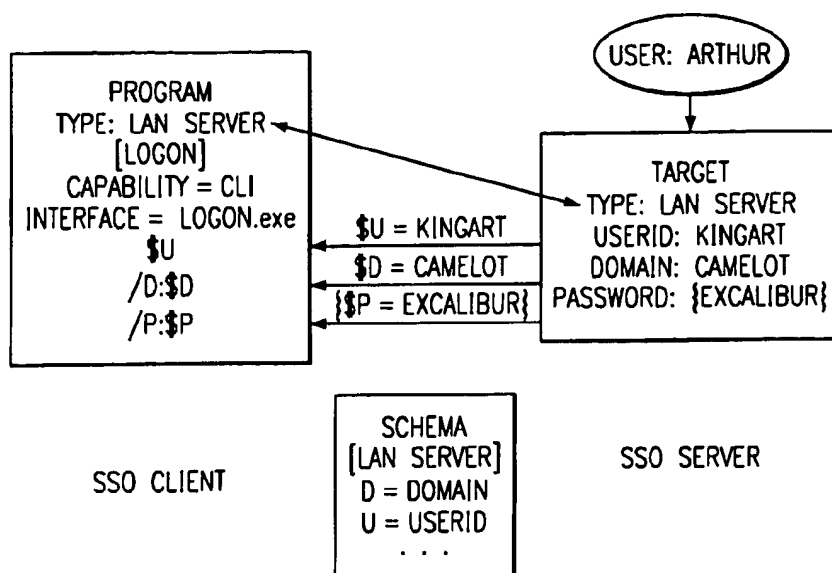 USER: ARTHUR
PROGRAM
TYPE: LAN SERVER
[LOGON]
CAPABILITY = CLI
INTERFACE = LOGON.exe
$U
/D:$D
/P:$P
$U = KINGART
$D = CAMELOT
{$P = EXCALIBUR}
TARGET
TYPE: LAN SERVER
USERID: KINGART
DOMAIN: CAMELOT
PASSWORD: {EXCALIBUR}
SSO CLIENT
SCHEMA
[LAN SERVER]
D = DOMAIN
U = USERID
. . .
SSO SERVER